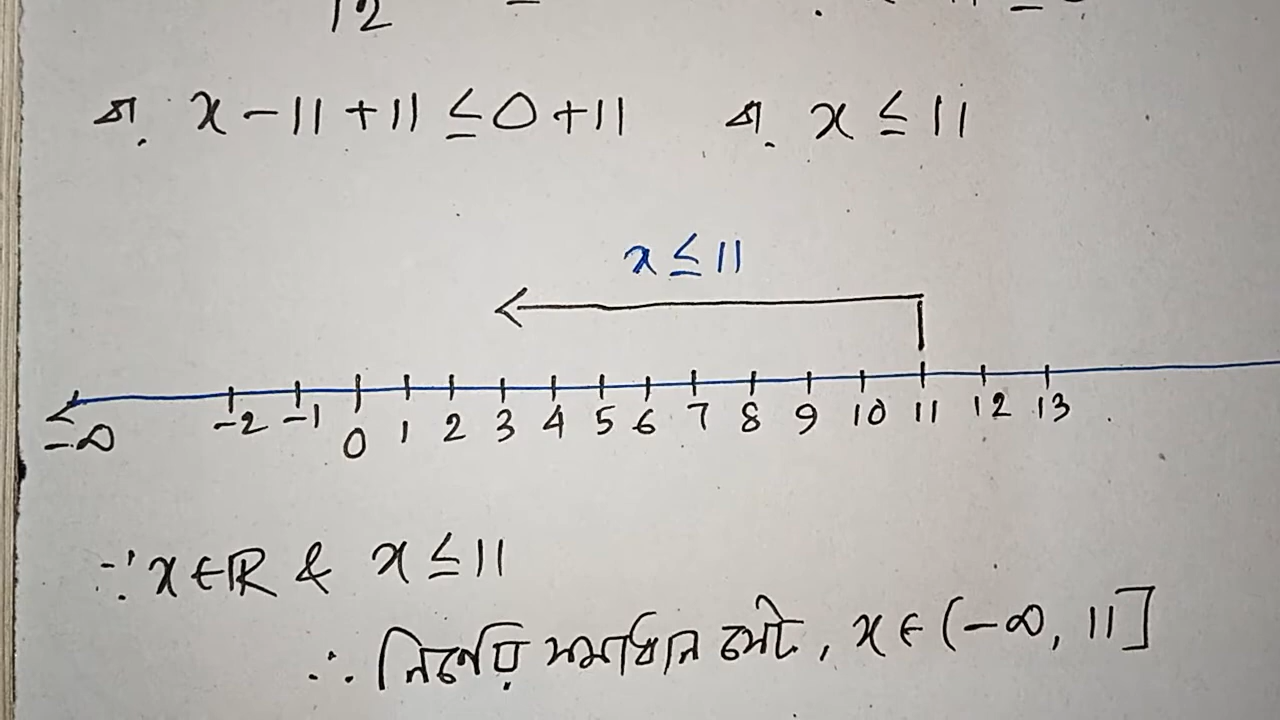 12
বা, x - 11 + 11 ≤ 0 + 11 বা, x ≤ 11
x ≤ 11
-∞ -2 -1 0 1 2 3 4 5 6 7 8 9 10 11 12 13
∵ x ∈ ℝ & x ≤ 11
∴ নির্ণেয় সমাধান সেট, x ∈ (-∞, 11]